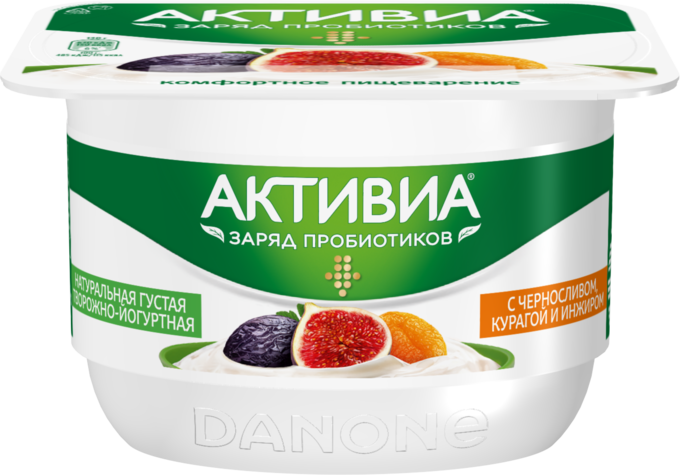 АКТИВИА
ЗАРЯД ПРОБИОТИКОВ
комфортное пищеварение
АКТИВИА®
ЗАРЯД ПРОБИОТИКОВ
НАТУРАЛЬНАЯ ГУСТАЯ
ТВОРОЖНО-ЙОГУРТНАЯ
С ЧЕРНОСЛИВОМ,
КУРАГОЙ И ИНЖИРОМ
DANONE